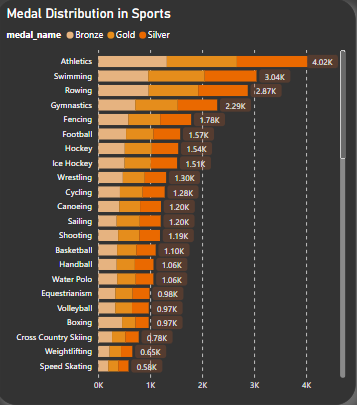 Medal Distribution in Sports
medal_name Bronze Gold Silver
Athletics 4.02K
Swimming 3.04K
Rowing 2.87K
Gymnastics 2.29K
Fencing 1.78K
Football 1.57K
Hockey 1.54K
Ice Hockey 1.51K
Wrestling 1.30K
Cycling 1.28K
Canoeing 1.20K
Sailing 1.20K
Shooting 1.19K
Basketball 1.10K
Handball 1.06K
Water Polo 1.06K
Equestrianism 0.98K
Volleyball 0.97K
Boxing 0.97K
Cross Country Skiing 0.78K
Weightlifting 0.65K
Speed Skating 0.58K
0K 1K 2K 3K 4K